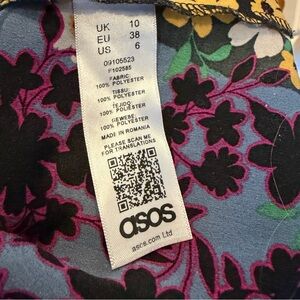 UK 10
EU 38
US 6
09105523
F102585
FABRIC:
100% POLYESTER
TISSU:
100% POLYESTER
TEJIDO:
100% POLYESTER
GEWEBE:
100% POLYESTER
MADE IN ROMANIA
PLEASE SCAN ME
FOR TRANSLATIONS
asos
asos.com Ltd